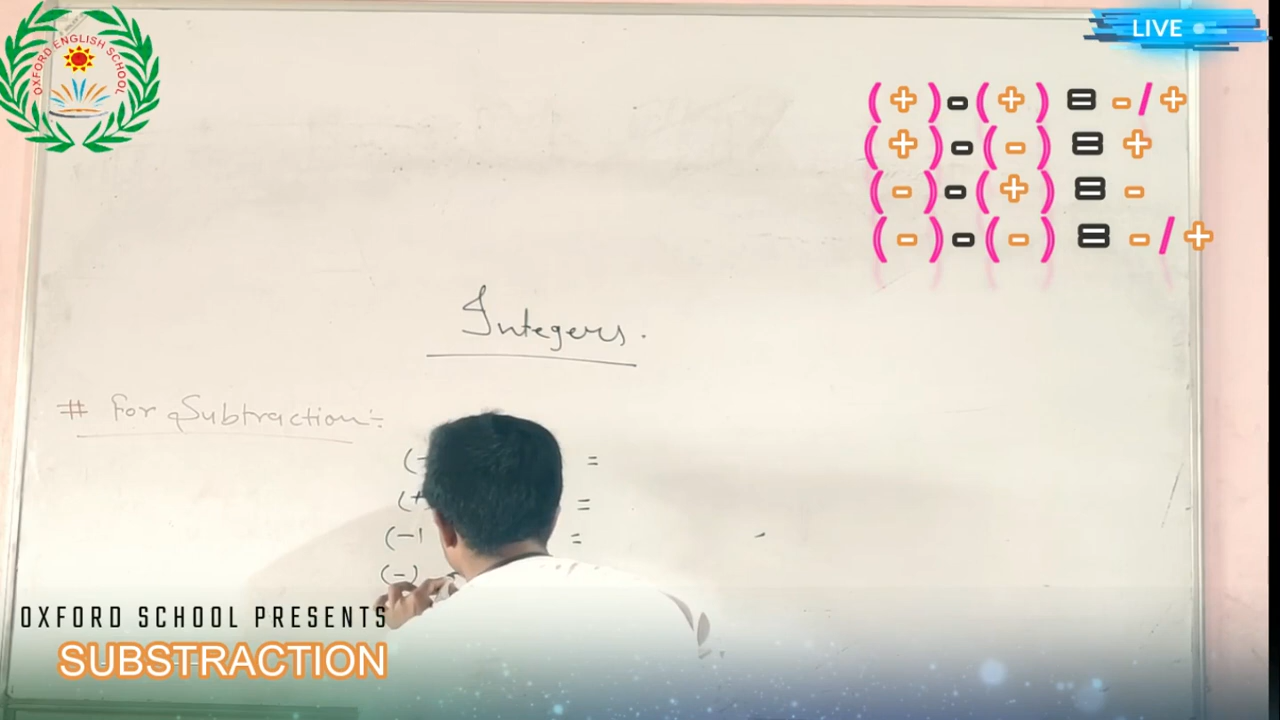 OXFORD ENGLISH SCHOOL
LIVE
(+)-(+) = -/+
(+)-(-) = +
(-)-(+) = -
(-)-(-) = -/+
Integers.
# For Subtraction:-
=
(+ =
(-) =
(-)
OXFORD SCHOOL PRESENTS
SUBSTRACTION